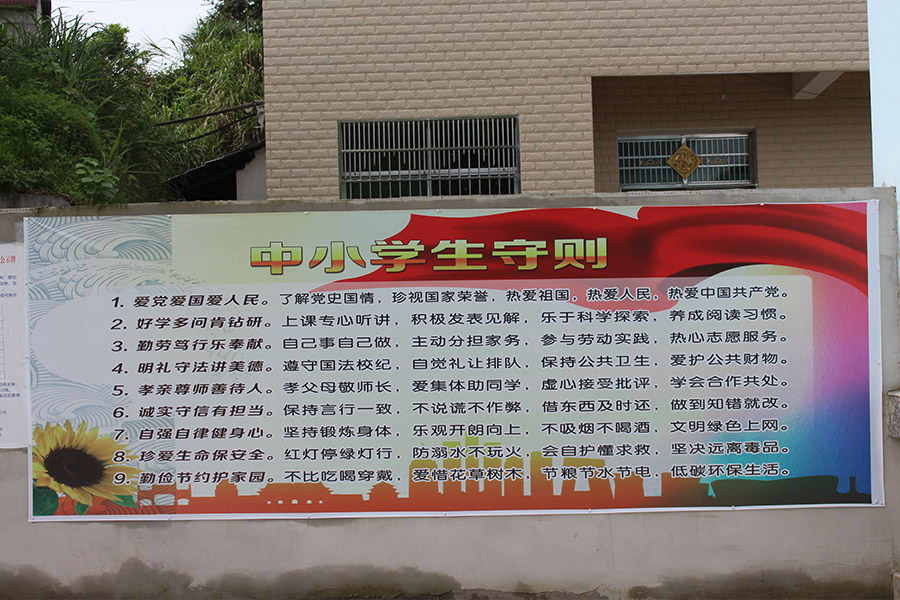 中小学生守则
1. 爱党爱国爱人民。了解党史国情，珍视国家荣誉，热爱祖国，热爱人民，热爱中国共产党。
2. 好学多问肯钻研。上课专心听讲，积极发表见解，乐于科学探索，养成阅读习惯。
3. 勤劳笃行乐奉献。自己事自己做，主动分担家务，参与劳动实践，热心志愿服务。
4. 明礼守法讲美德。遵守国法校纪，自觉礼让排队，保持公共卫生，爱护公共财物。
5. 孝亲尊师善待人。孝父母敬师长，爱集体助同学，虚心接受批评，学会合作共处。
6. 诚实守信有担当。保持言行一致，不说谎不作弊，借东西及时还，做到知错就改。
7. 自强自律健身心。坚持锻炼身体，乐观开朗向上，不吸烟不喝酒，文明绿色上网。
8. 珍爱生命保安全。红灯停绿灯行，防溺水不玩火，会自护懂求救，坚决远离毒品。
9. 勤俭节约护家园。不比吃喝穿戴，爱惜花草树木，节粮节水节电，低碳环保生活。